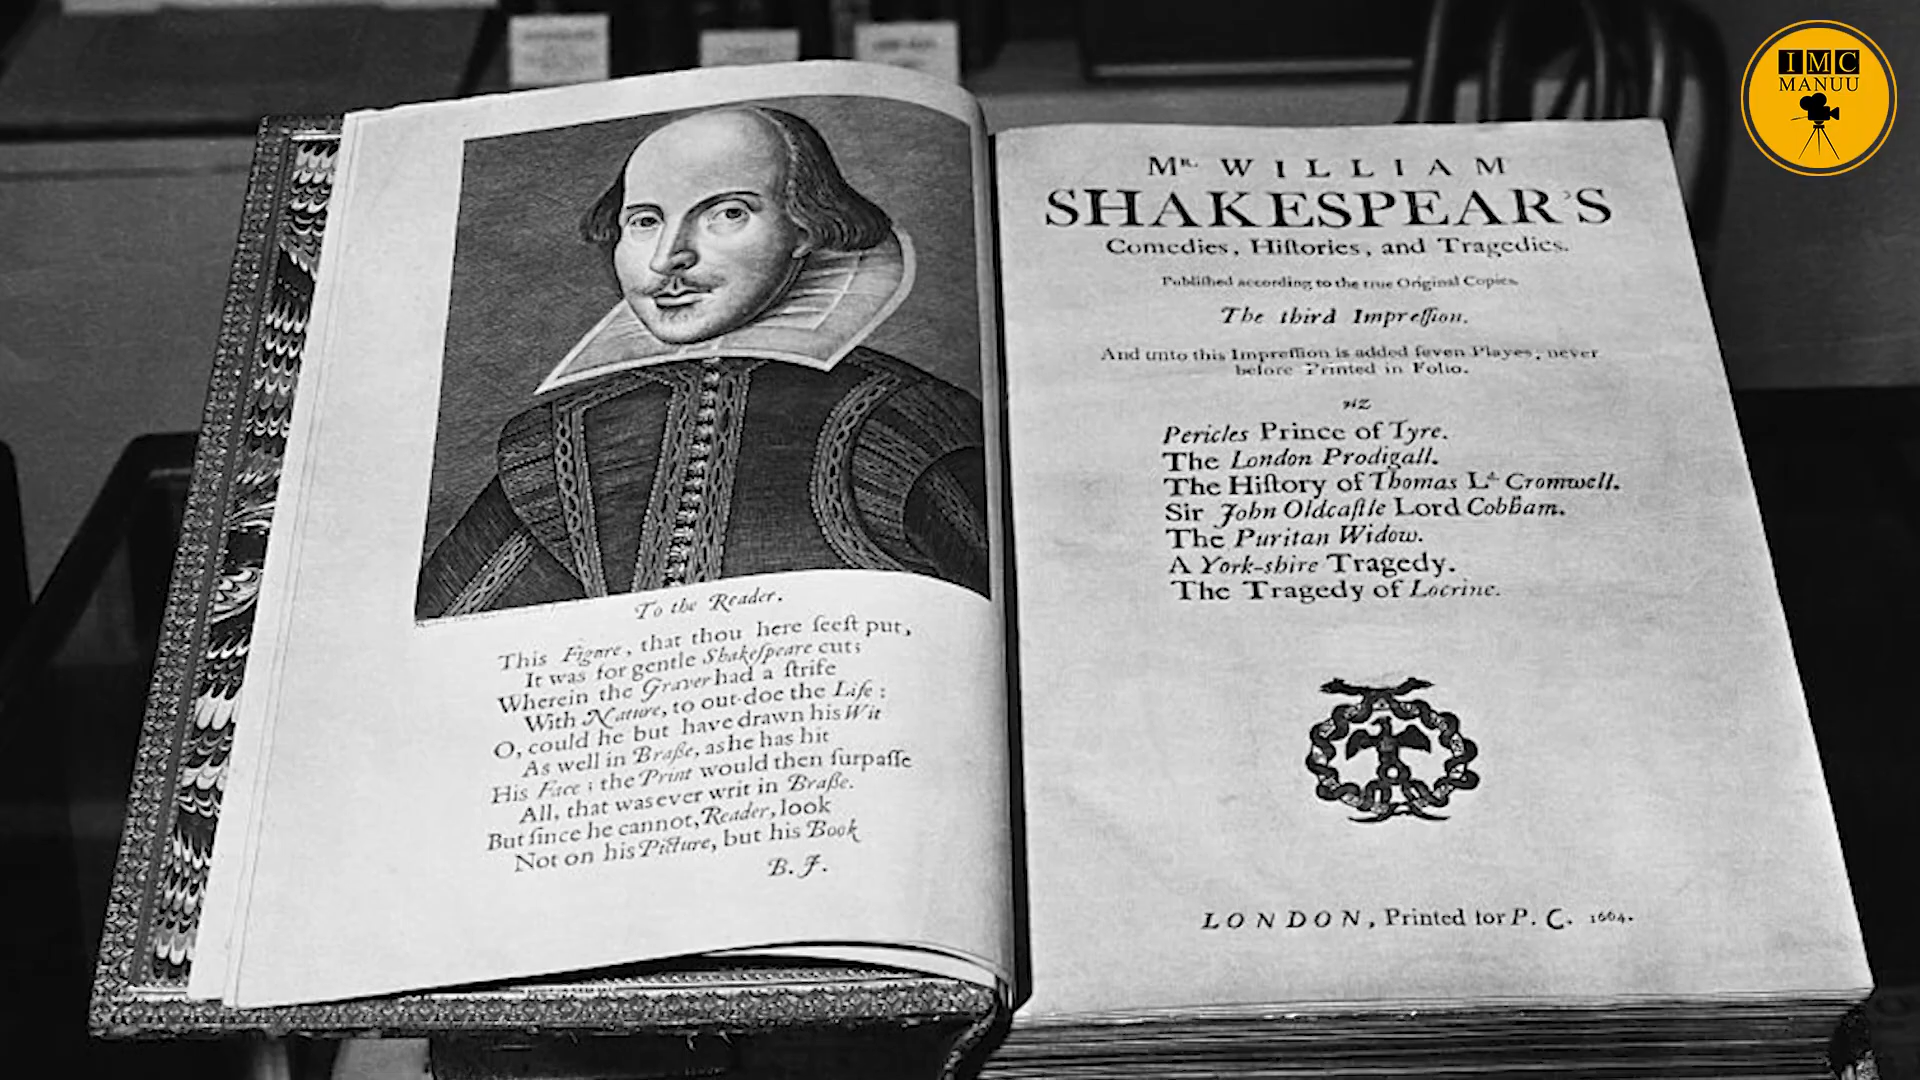 IMC
MANUU
To the Reader.
This Figure, that thou here ſeeſt put,
It was for gentle Shakeſpeare cut;
Wherein the Graver had a ſtrife
With Nature, to out-doe the Life:
O, could he but have drawn his Wit
As well in Braße, as he has hit
His Face; the Print would then ſurpaſſe
All, that was ever writ in Braße.
But ſince he cannot, Reader, look
Not on his Picture, but his Book
B. J.
Mr. WILLIAM
SHAKESPEAR'S
Comedies, Hiſtories, and Tragedies.
Publiſhed according to the true Original Copies.
The third Impreſſion.
And unto this Impreſſion is added ſeven Playes, never
before Printed in Folio.
viz
Pericles Prince of Tyre.
The London Prodigall.
The Hiſtory of Thomas Ld. Cromwell.
Sir John Oldcaſtle Lord Cobham.
The Puritan Widow.
A York-shire Tragedy.
The Tragedy of Locrine.
LONDON, Printed for P. C. 1664.